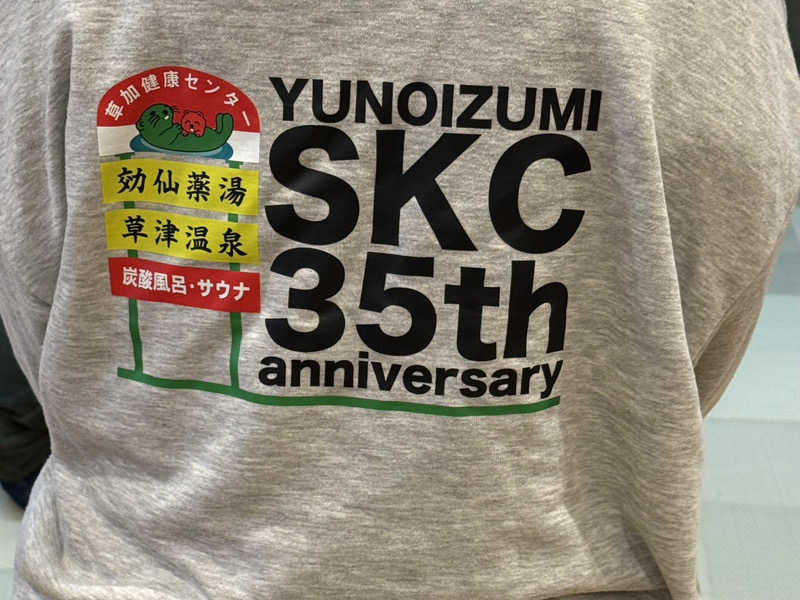 草加健康センター
効仙薬湯
草津温泉
炭酸風呂・サウナ
YUNOIZUMI
SKC
35th
anniversary